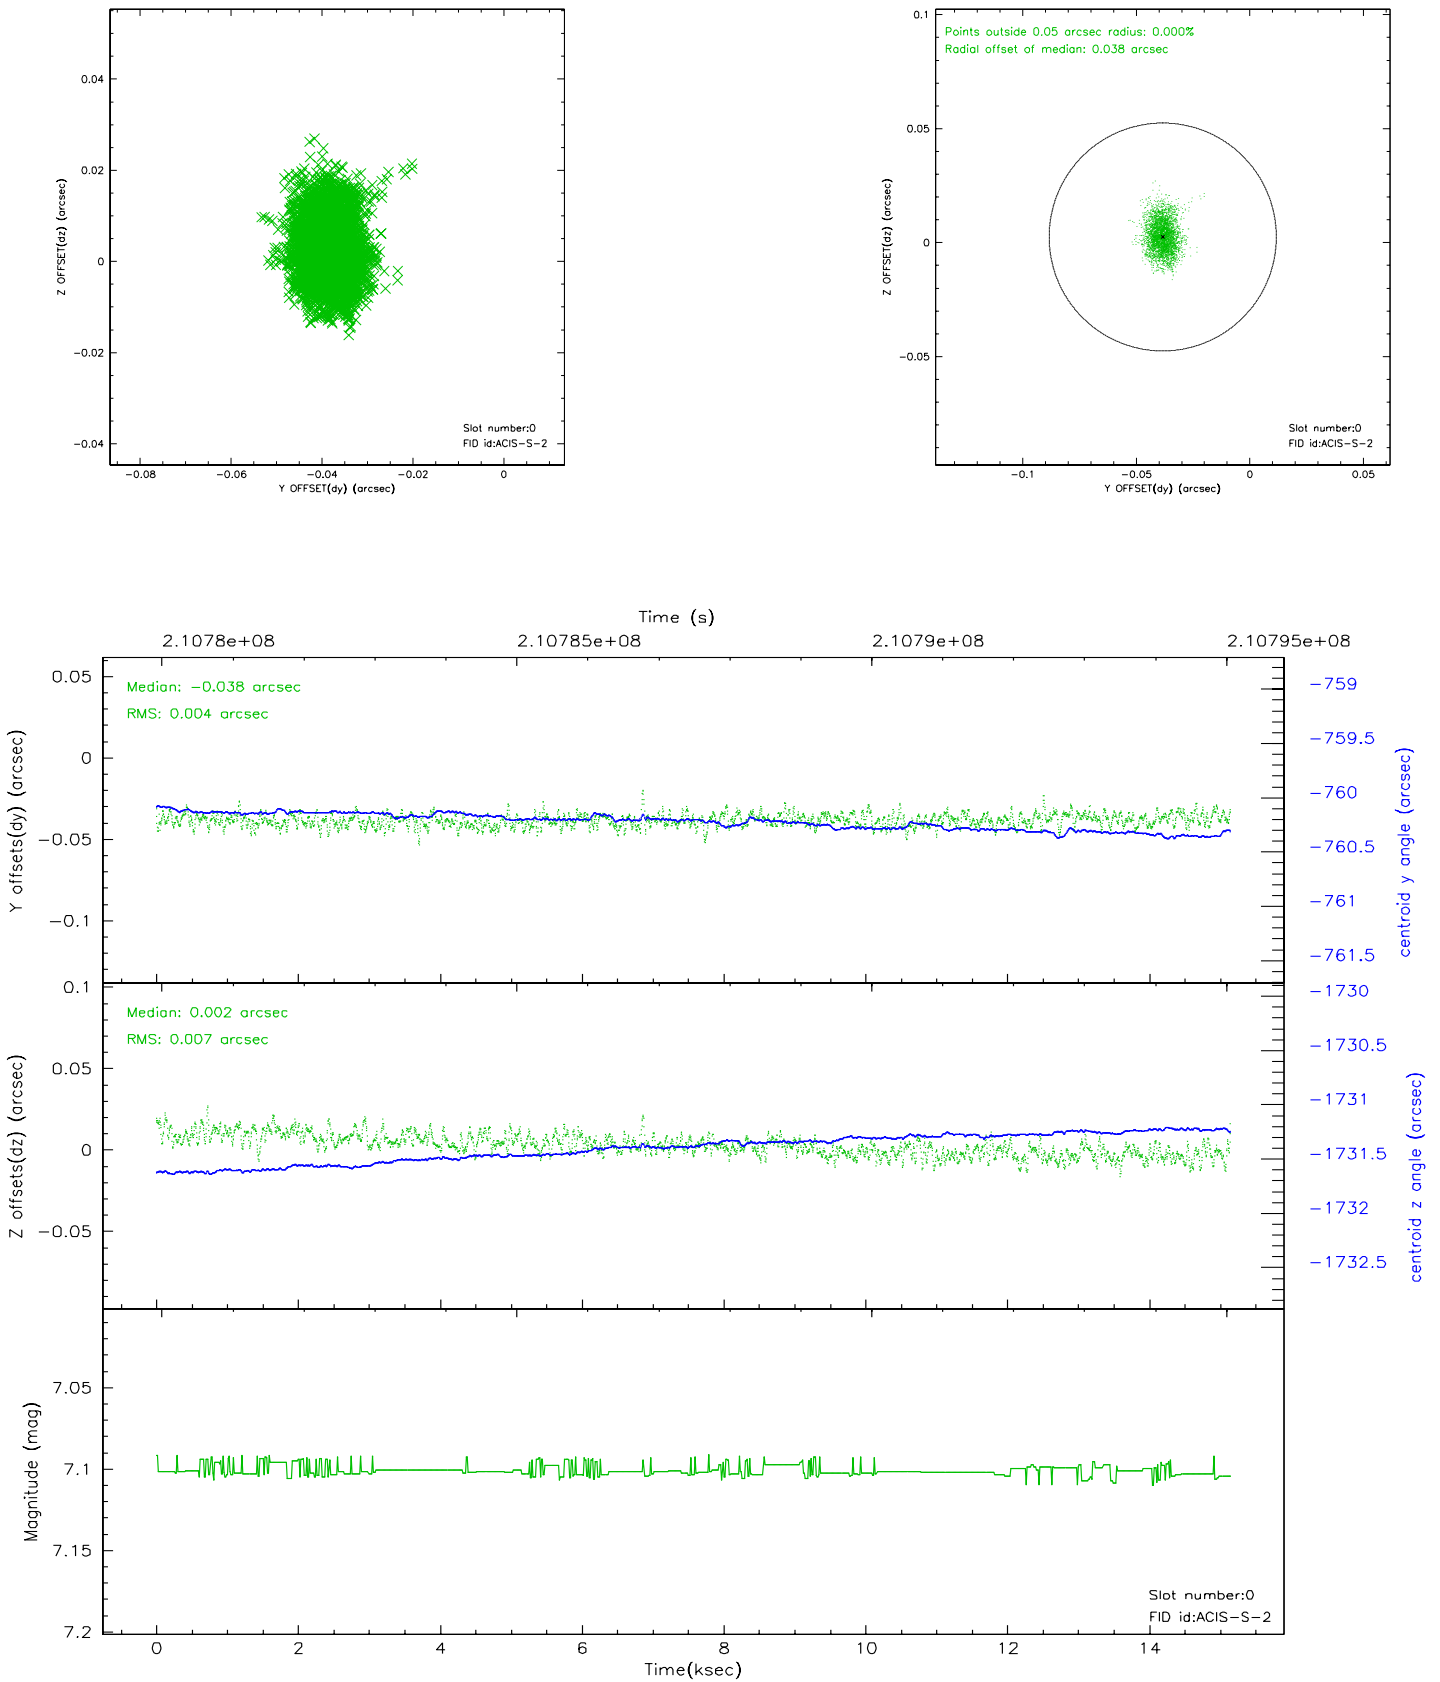 0.04
0.02
0
−0.02
−0.04
Z OFFSET(dz) (arcsec)
Slot number:0
FID id:ACIS−S−2
−0.08
−0.06
−0.04
−0.02
0
Y OFFSET(dy) (arcsec)
0.1
0.05
0
−0.05
Z OFFSET(dz) (arcsec)
Points outside 0.05 arcsec radius: 0.000%
Radial offset of median: 0.038 arcsec
Slot number:0
FID id:ACIS−S−2
−0.1
−0.05
0
0.05
Y OFFSET(dy) (arcsec)
Time (s)
2.1078e+08
2.10785e+08
2.1079e+08
2.10795e+08
0.05
0
−0.05
−0.1
Y offsets(dy) (arcsec)
Median: −0.038 arcsec
RMS: 0.004 arcsec
−759
−759.5
−760
−760.5
−761
−761.5
centroid y angle (arcsec)
0.1
0.05
0
−0.05
Z offsets(dz) (arcsec)
Median: 0.002 arcsec
RMS: 0.007 arcsec
−1730
−1730.5
−1731
−1731.5
−1732
−1732.5
centroid z angle (arcsec)
7.05
7.1
7.15
7.2
Magnitude (mag)
Slot number:0
FID id:ACIS−S−2
0
2
4
6
8
10
12
14
Time(ksec)